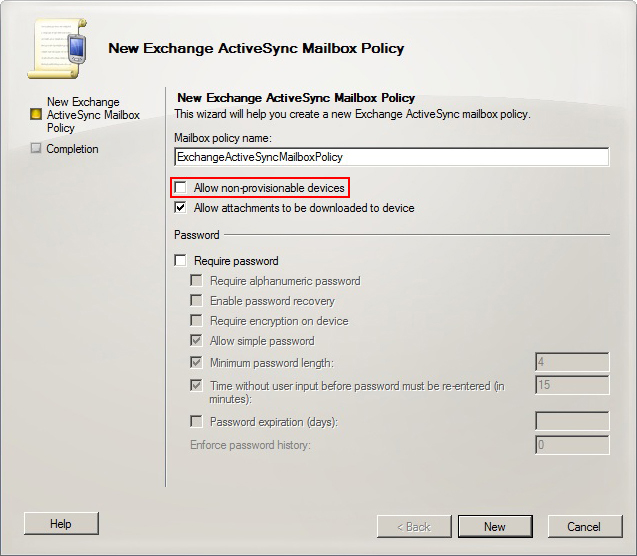 New Exchange ActiveSync Mailbox Policy
New Exchange
ActiveSync Mailbox
Policy
Completion
New Exchange ActiveSync Mailbox Policy
This wizard will help you create a new Exchange ActiveSync mailbox policy.
Mailbox policy name:
ExchangeActiveSyncMailboxPolicy
Allow non-provisionable devices
Allow attachments to be downloaded to device
Password
Require password
Require alphanumeric password
Enable password recovery
Require encryption on device
Allow simple password
Minimum password length: 4
Time without user input before password must be re-entered (in 15
minutes):
Password expiration (days):
Enforce password history: 0
Help < Back New Cancel